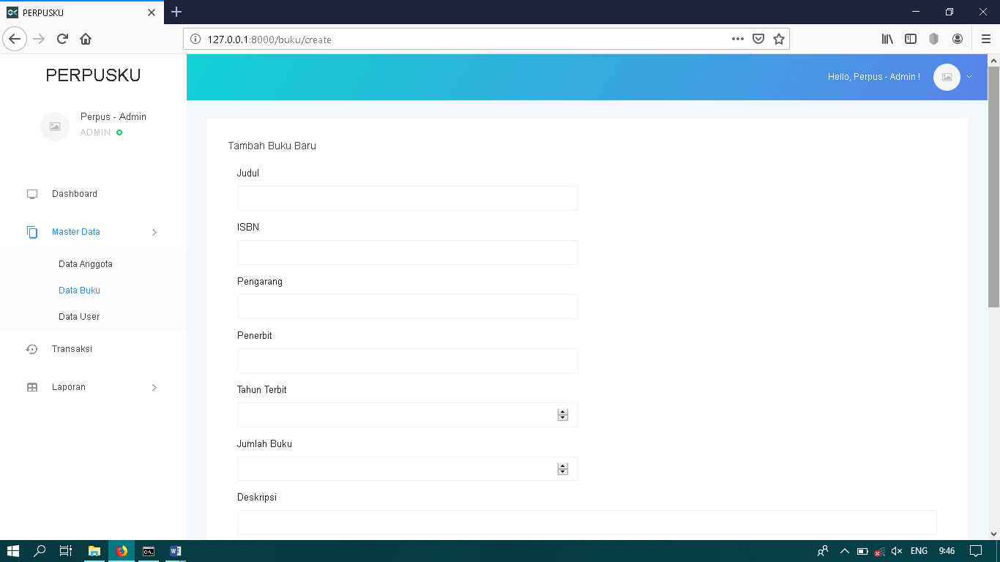 PERPUSKU
127.0.0.1:8000/buku/create
PERPUSKU
Hello, Perpus - Admin !
Perpus - Admin
ADMIN
Dashboard
Master Data
Data Anggota
Data Buku
Data User
Transaksi
Laporan
Tambah Buku Baru
Judul
ISBN
Pengarang
Penerbit
Tahun Terbit
Jumlah Buku
Deskripsi
ENG
9:46